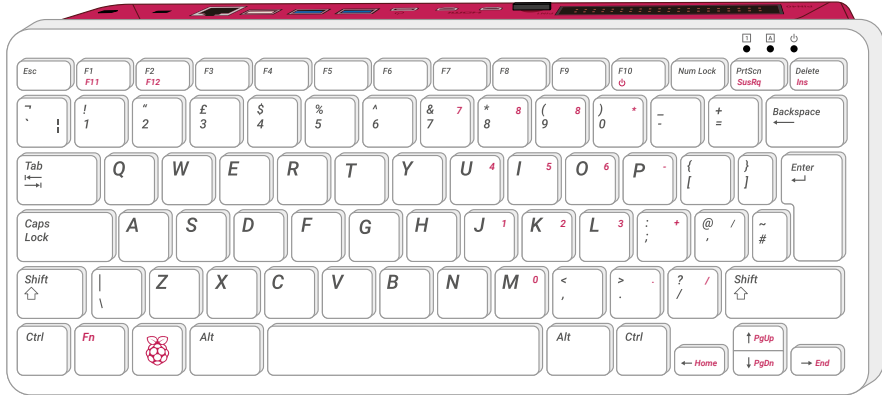 1 A
Esc F1 F2 F3 F4 F5 F6 F7 F8 F9 F10 Num Lock PrtScn Delete
F11 F12 SusRq Ins
¬ ! “ £ $ % ^ & 7 * 8 ( 8 ) * _ + Backspace
` ¦ 1 2 3 4 5 6 7 8 9 0 - = ←
Tab Q W E R T Y U 4 I 5 O 6 P - { } Enter
[ ]
Caps A S D F G H J 1 K 2 L 3 : + @ / ~
Lock ; ' #
Shift | Z X C V B N M 0 < > . ? / Shift
\ , . /
Ctrl Fn Alt Alt Ctrl ↑ PgUp
← Home ↓ PgDn → End